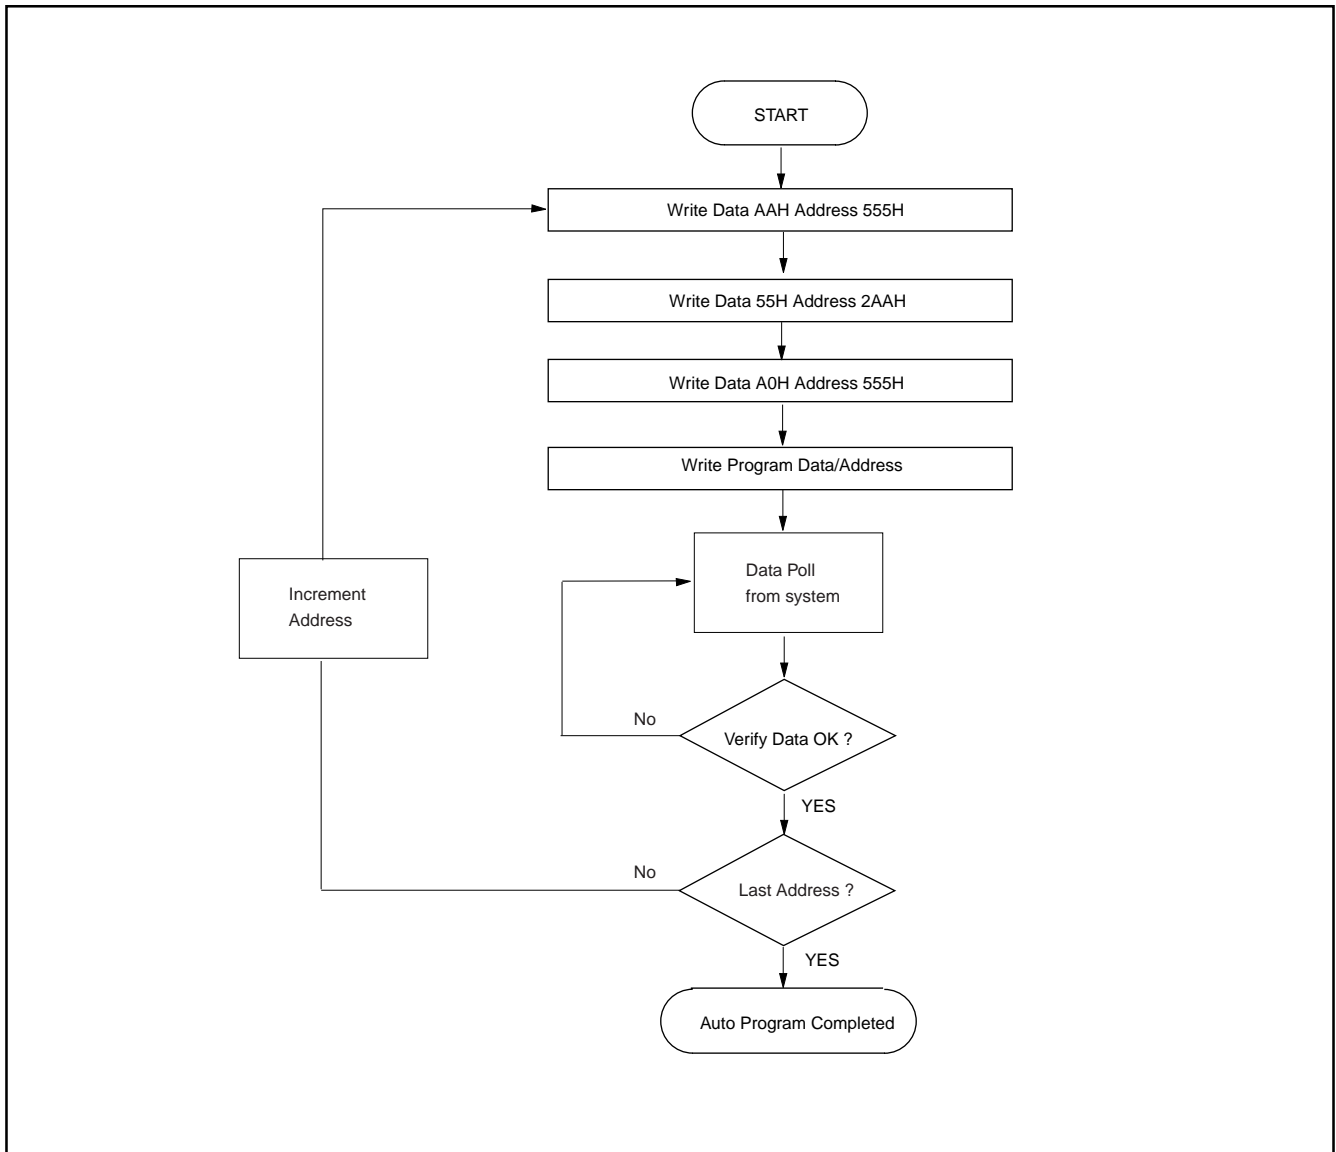 START
Write Data AAH Address 555H
Write Data 55H Address 2AAH
Write Data A0H Address 555H
Write Program Data/Address
Data Poll
from system
Increment
Address
No
Verify Data OK ?
YES
No
Last Address ?
YES
Auto Program Completed